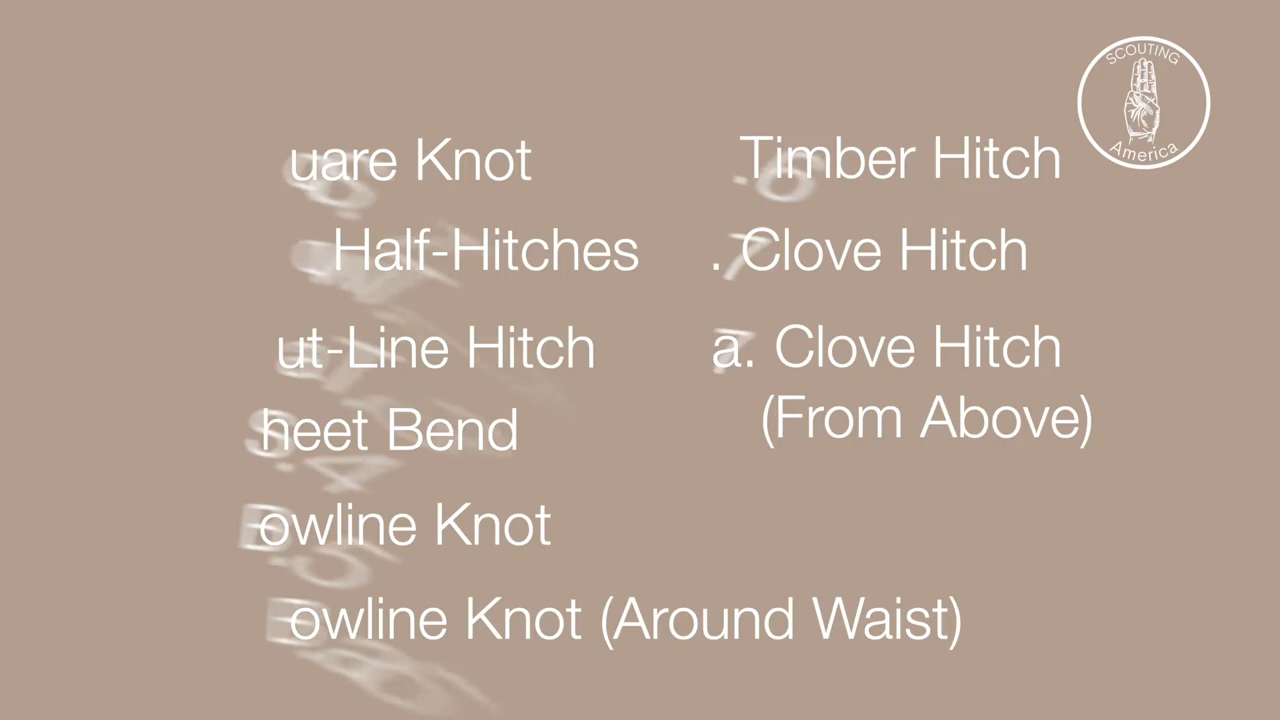 uare Knot
Half-Hitches
ut-Line Hitch
heet Bend
owline Knot
owline Knot (Around Waist)
Timber Hitch
. Clove Hitch
a. Clove Hitch
(From Above)
SCOUTING
America